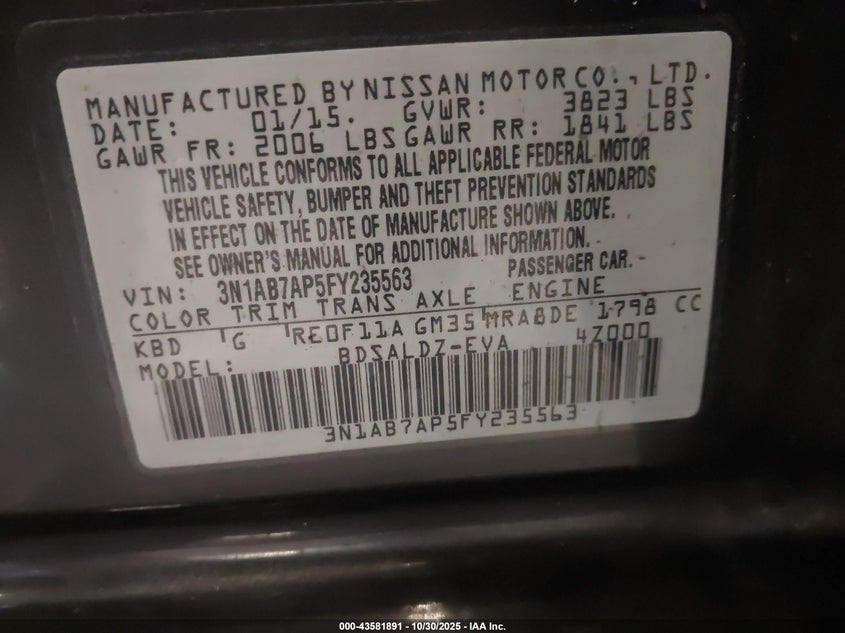 MANUFACTURED BY NISSAN MOTOR CO., LTD.
DATE: 01/15. GVWR: 3823 LBS
GAWR FR: 2006 LBS GAWR RR: 1841 LBS
THIS VEHICLE CONFORMS TO ALL APPLICABLE FEDERAL MOTOR
VEHICLE SAFETY, BUMPER AND THEFT PREVENTION STANDARDS
IN EFFECT ON THE DATE OF MANUFACTURE SHOWN ABOVE.
SEE OWNER'S MANUAL FOR ADDITIONAL INFORMATION.
VIN: 3N1AB7AP5FY235563 PASSENGER CAR.
COLOR TRIM TRANS AXLE ENGINE
KBD G RE0F11A GM35 MRA8DE 1798 CC
MODEL: BDSALDZ-EVA 4Z000
3N1AB7AP5FY235563
000-43581891 - 10/30/2025 - IAA Inc.